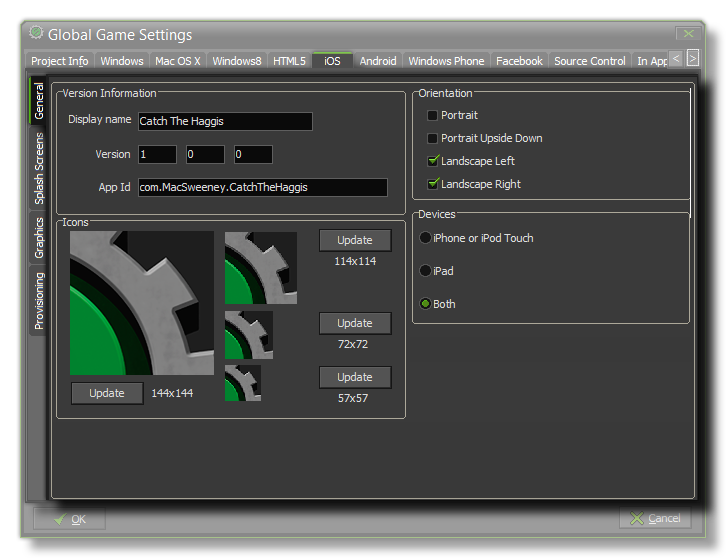 Global Game Settings
Project Info Windows Mac OS X Windows8 HTML5 iOS Android Windows Phone Facebook Source Control In App
General
Splash Screens
Graphics
Provisioning
Version Information
Display name Catch The Haggis
Version 1 0 0
App Id com.MacSweeney.CatchTheHaggis
Orientation
Portrait
Portrait Upside Down
Landscape Left
Landscape Right
Icons
Update
114x114
Update
72x72
Update
57x57
Update 144x144
Devices
iPhone or iPod Touch
iPad
Both
OK
Cancel